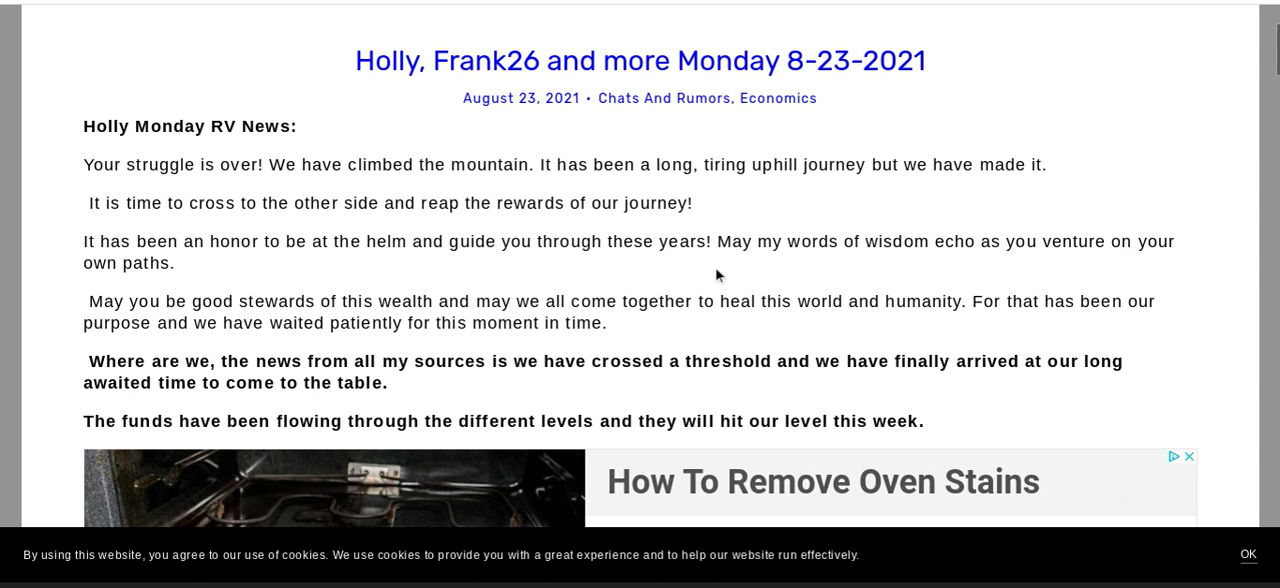 Holly, Frank26 and more Monday 8-23-2021
August 23, 2021 • Chats And Rumors, Economics
Holly Monday RV News:
Your struggle is over! We have climbed the mountain. It has been a long, tiring uphill journey but we have made it.
It is time to cross to the other side and reap the rewards of our journey!
It has been an honor to be at the helm and guide you through these years! May my words of wisdom echo as you venture on your
own paths.
May you be good stewards of this wealth and may we all come together to heal this world and humanity. For that has been our
purpose and we have waited patiently for this moment in time.
Where are we, the news from all my sources is we have crossed a threshold and we have finally arrived at our long
awaited time to come to the table.
The funds have been flowing through the different levels and they will hit our level this week.
How To Remove Oven Stains
By using this website, you agree to our use of cookies. We use cookies to provide you with a great experience and to help our website run effectively.
OK